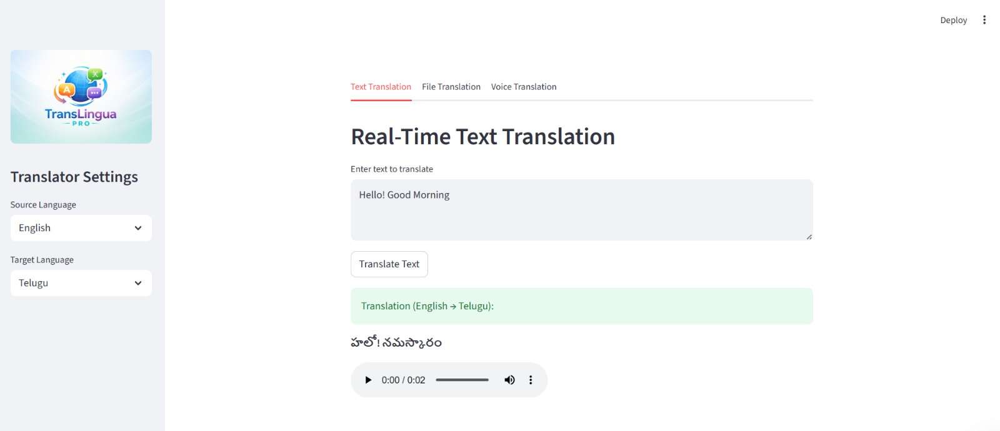 Deploy
A
文
TransLingua
PRO
Translator Settings
Source Language
English
Target Language
Telugu
Text Translation File Translation Voice Translation
Real-Time Text Translation
Enter text to translate
Hello! Good Morning
Translate Text
Translation (English → Telugu):
హలో! నమస్కారం
0:00 / 0:02